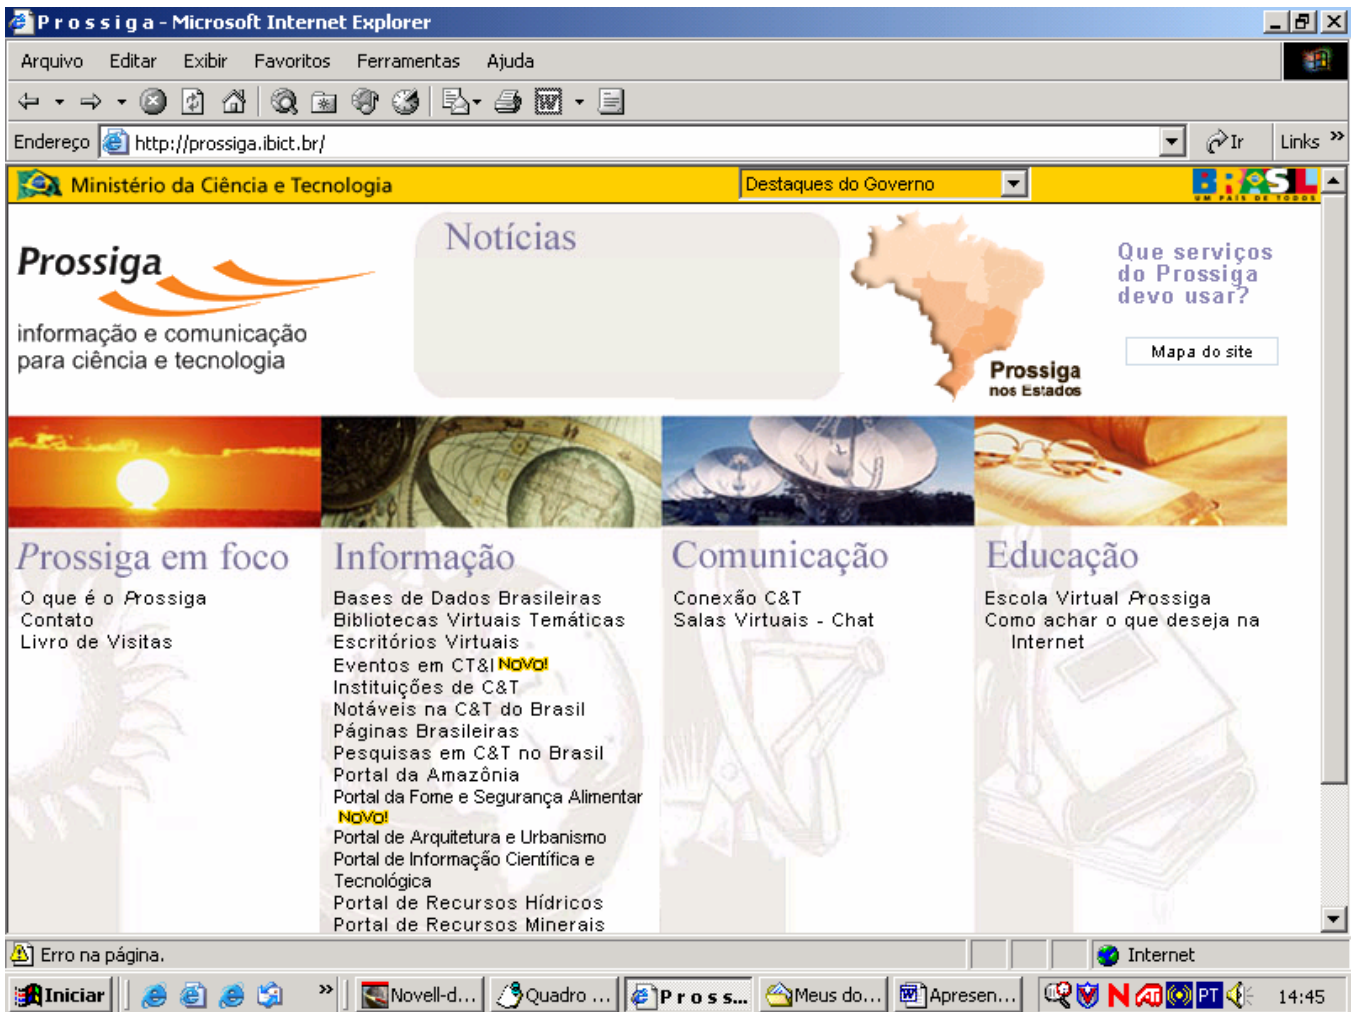 Prossiga - Microsoft Internet Explorer
Arquivo Editar Exibir Favoritos Ferramentas Ajuda
Endereço http://prossiga.ibict.br/ Ir Links »
Ministério da Ciência e Tecnologia Destaques do Governo BRASIL
UM PAÍS DE TODOS
Prossiga
informação e comunicação
para ciência e tecnologia
Notícias
Prossiga
nos Estados
Que serviços
do Prossiga
devo usar?
Mapa do site
Prossiga em foco
O que é o Prossiga
Contato
Livro de Visitas
Informação
Bases de Dados Brasileiras
Bibliotecas Virtuais Temáticas
Escritórios Virtuais
Eventos em CT&I NOVO!
Instituições de C&T
Notáveis na C&T do Brasil
Páginas Brasileiras
Pesquisas em C&T no Brasil
Portal da Amazônia
Portal da Fome e Segurança Alimentar
NOVO!
Portal de Arquitetura e Urbanismo
Portal de Informação Científica e
Tecnológica
Portal de Recursos Hídricos
Portal de Recursos Minerais
Comunicação
Conexão C&T
Salas Virtuais - Chat
Educação
Escola Virtual Prossiga
Como achar o que deseja na
Internet
Erro na página. Internet
Iniciar » Novell-d... Quadro ... Pross... Meus do... Apresen... PT 14:45